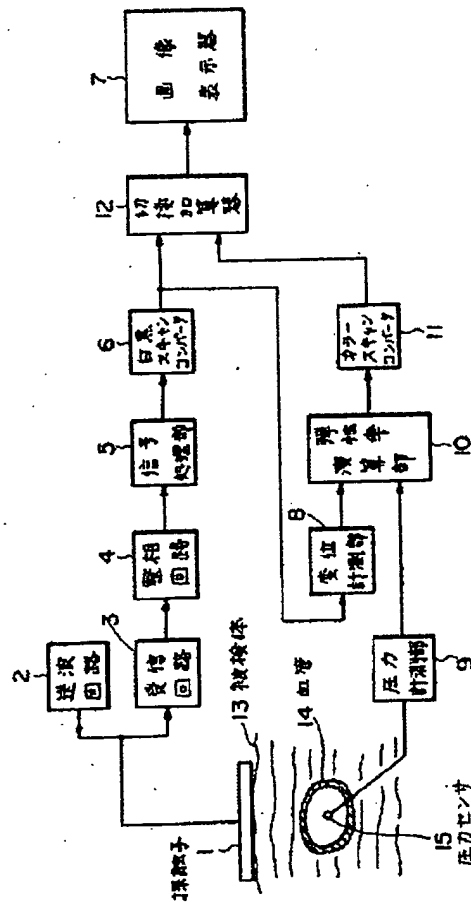 2
送波
回路
3
受信
回路
4
整相
回路
5
信号
処理部
6
白黒
スキャン
コンバータ
12
切換
加算
器
7
画像
表示器
探触子
1
13 被検体
14 血管
15
圧力センサ
8
変位
計測部
9
圧力
計測部
10
弾性率
演算部
11
カラー
スキャン
コンバータ